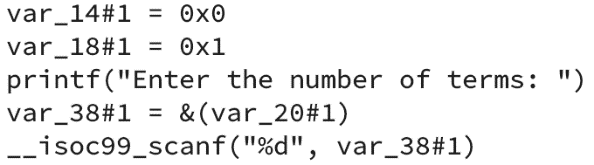 var_14#1 = 0x0
var_18#1 = 0x1
printf("Enter the number of terms: ")
var_38#1 = &(var_20#1)
__isoc99_scanf("%d", var_38#1)